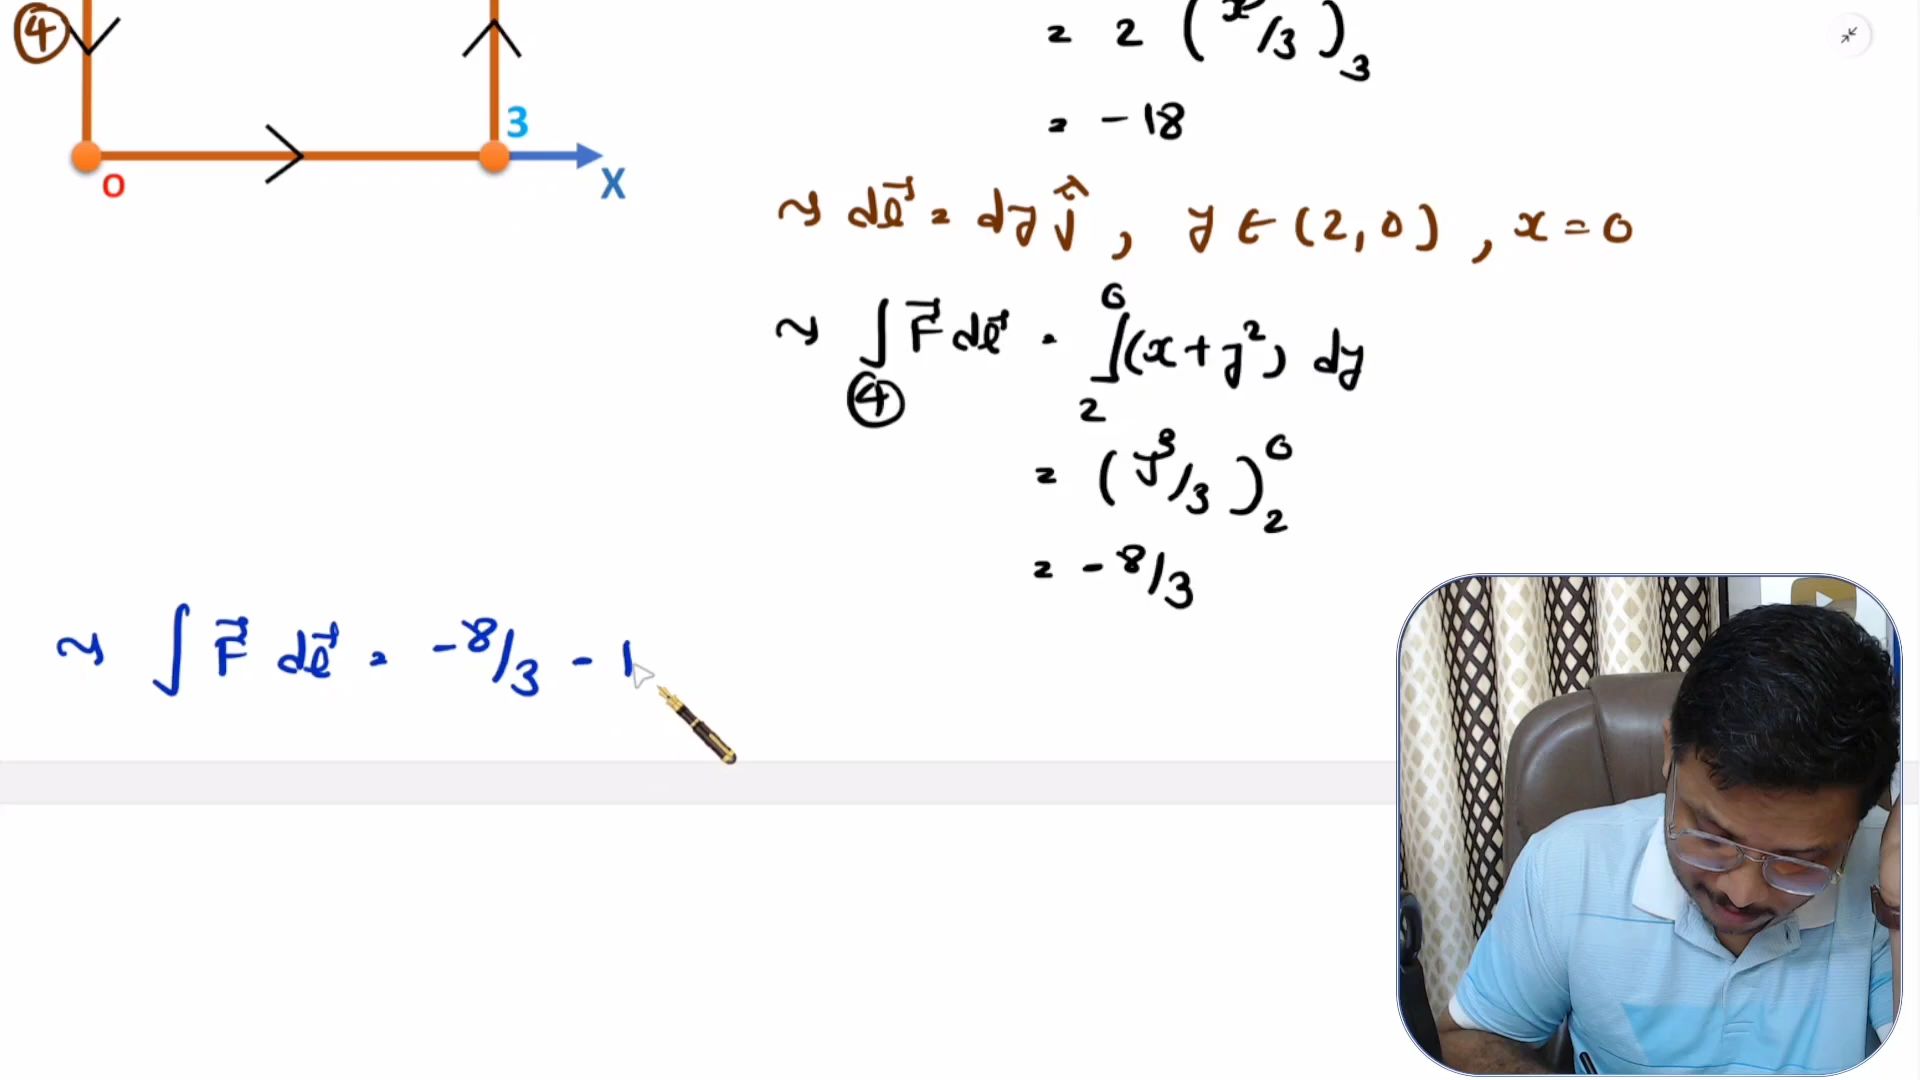 ④
3
O
X
= 2 (x³/3)₃
= -18
⇝ dl⃗ = dy ĵ, y ∈ (2, 0), x = 0
⇝ ∫④ F⃗ dl⃗ = ∫₂⁰ (x + y²) dy
= (y³/3)₂⁰
= -8/3
⇝ ∫ F⃗ dl⃗ = -8/3 - 1